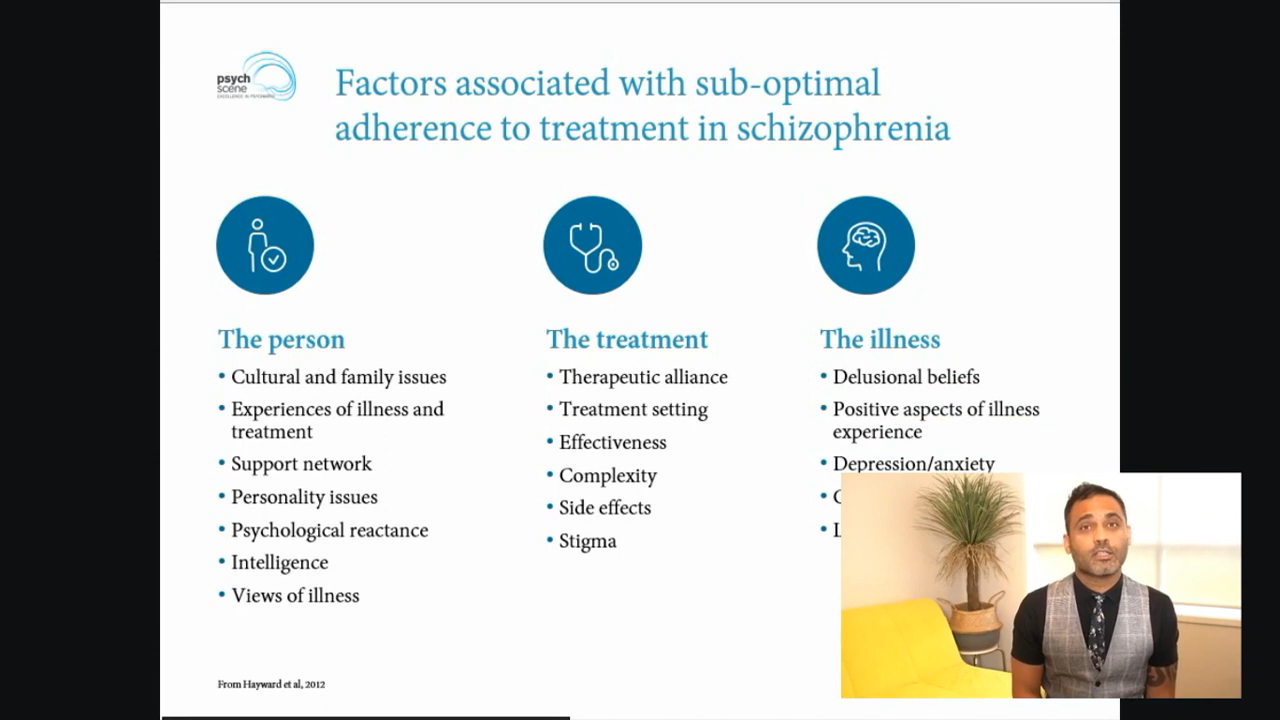 psych
scene
EXCELLENCE IN PSYCHIATRY
Factors associated with sub-optimal
adherence to treatment in schizophrenia
The person
• Cultural and family issues
• Experiences of illness and
treatment
• Support network
• Personality issues
• Psychological reactance
• Intelligence
• Views of illness
The treatment
• Therapeutic alliance
• Treatment setting
• Effectiveness
• Complexity
• Side effects
• Stigma
The illness
• Delusional beliefs
• Positive aspects of illness
experience
• Depression/anxiety
From Hayward et al, 2012